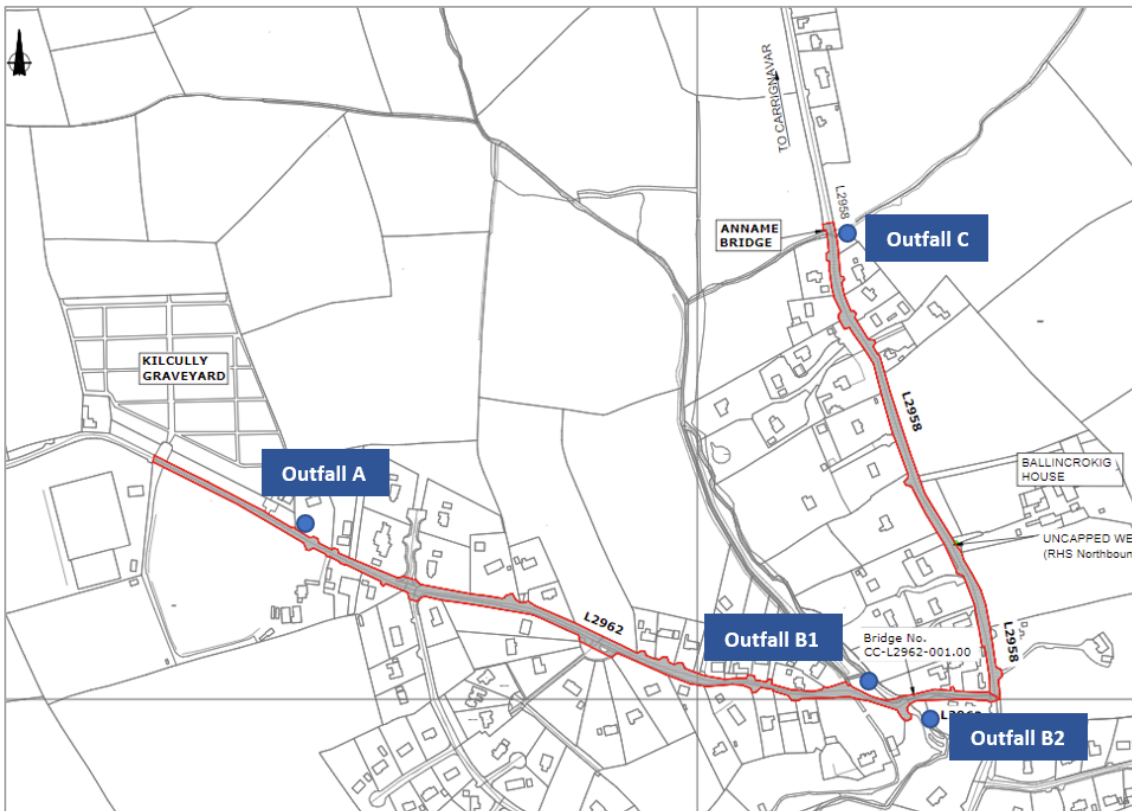 TO CARRIGNAVAR
L2958
ANNAME
BRIDGE
Outfall C
KILCULLY
GRAVEYARD
L2958
Outfall A
BALLINCROKIG
HOUSE
UNCAPPED WE
(RHS Northboun
L2962
Outfall B1
Bridge No.
CC-L2962-001.00
L2958
Outfall B2